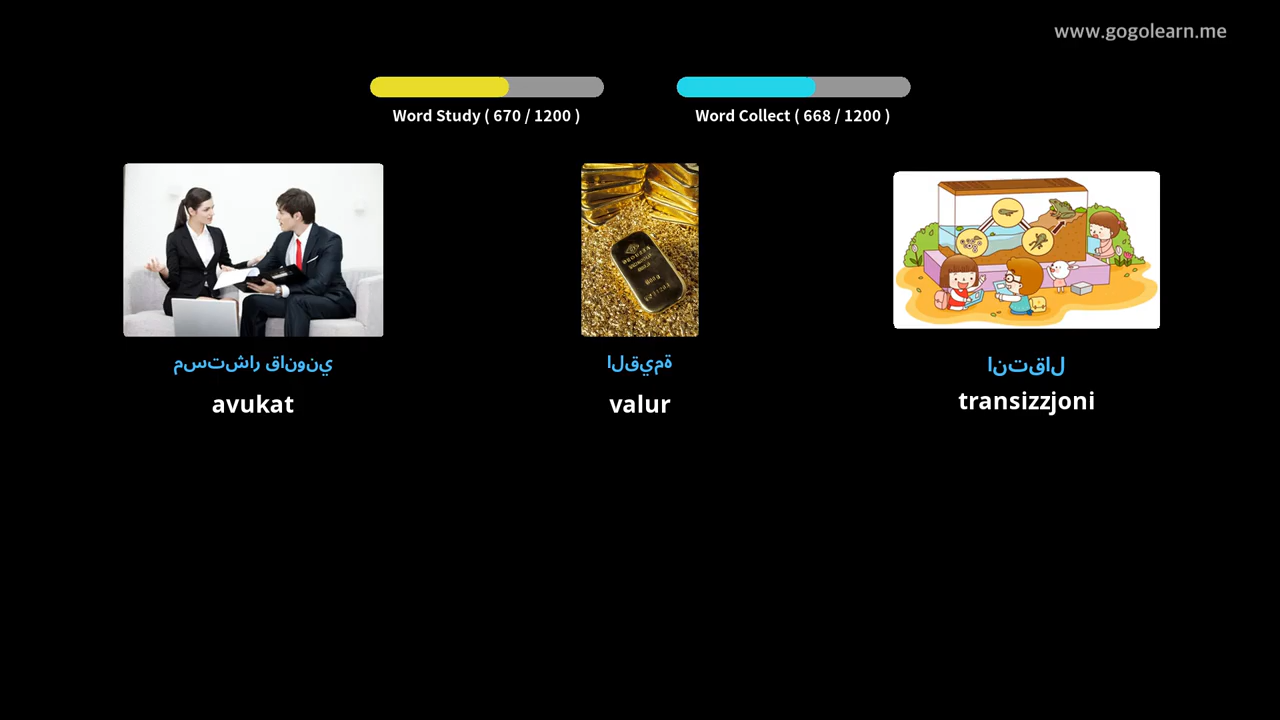 www.gogolearn.me
Word Study ( 670 / 1200 )
Word Collect ( 668 / 1200 )
مستشار قانوني
avukat
القيمة
valur
انتقال
transizzjoni